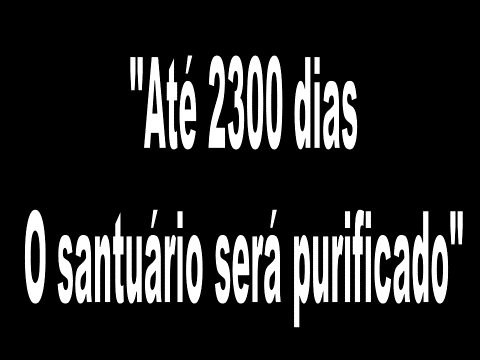 "Até 2300 dias
O santuário será purificado"